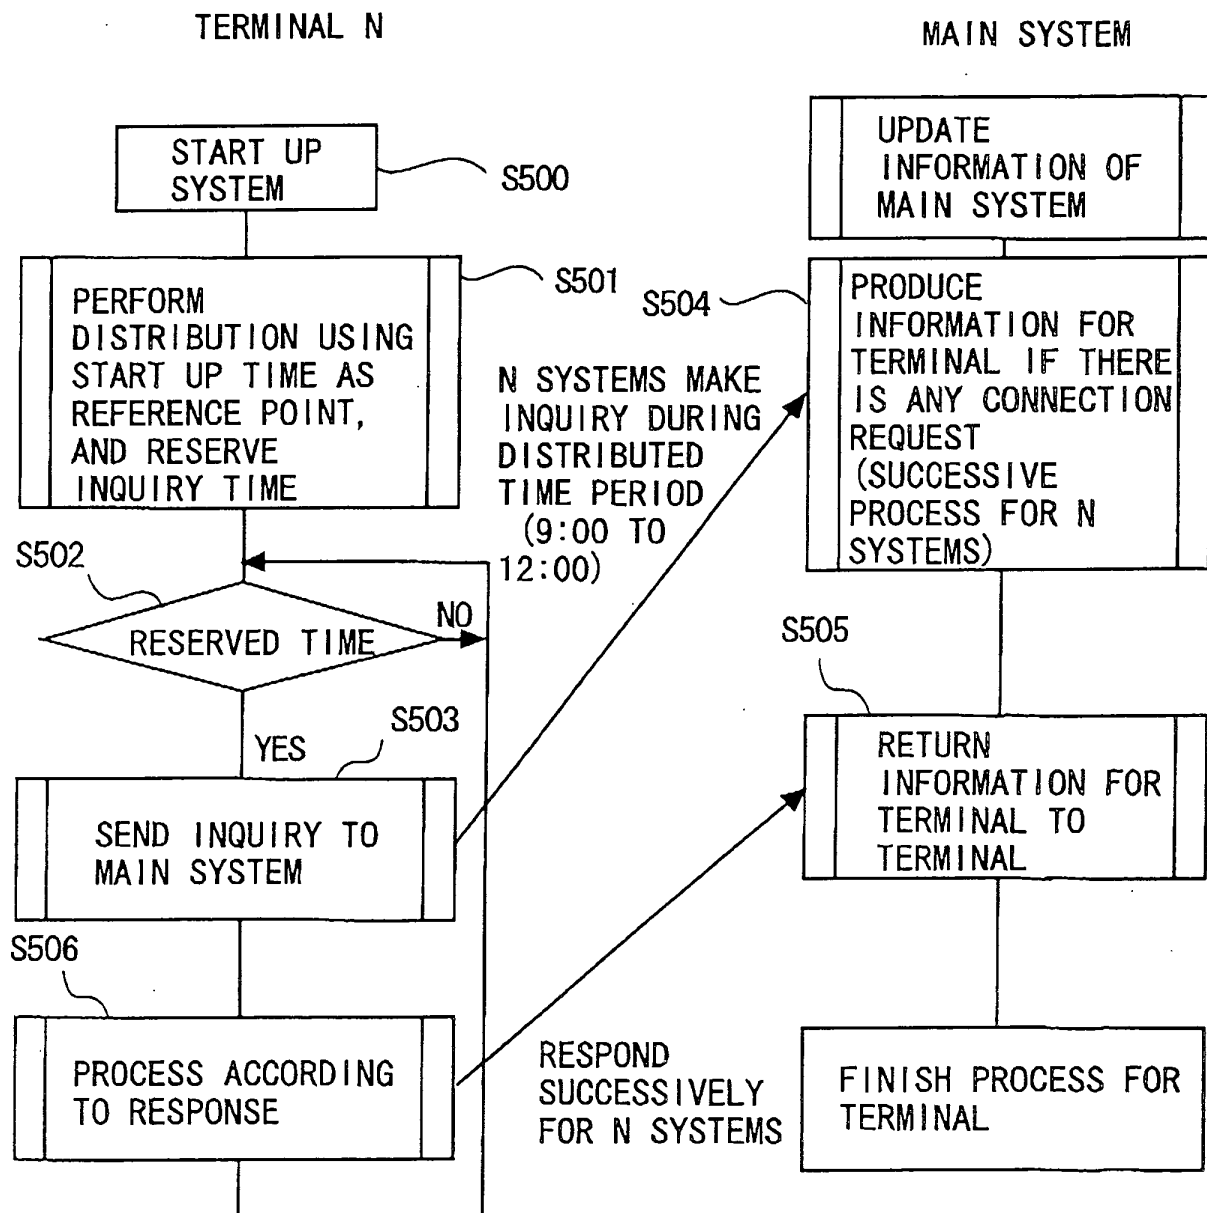 TERMINAL N
MAIN SYSTEM
START UP
SYSTEM
S500
PERFORM
DISTRIBUTION USING
START UP TIME AS
REFERENCE POINT,
AND RESERVE
INQUIRY TIME
S501
S502
RESERVED TIME
NO
YES
S503
SEND INQUIRY TO
MAIN SYSTEM
S506
PROCESS ACCORDING
TO RESPONSE
N SYSTEMS MAKE
INQUIRY DURING
DISTRIBUTED
TIME PERIOD
(9:00 TO
12:00)
RESPOND
SUCCESSIVELY
FOR N SYSTEMS
UPDATE
INFORMATION OF
MAIN SYSTEM
S504
PRODUCE
INFORMATION FOR
TERMINAL IF THERE
IS ANY CONNECTION
REQUEST
(SUCCESSIVE
PROCESS FOR N
SYSTEMS)
S505
RETURN
INFORMATION FOR
TERMINAL TO
TERMINAL
FINISH PROCESS FOR
TERMINAL